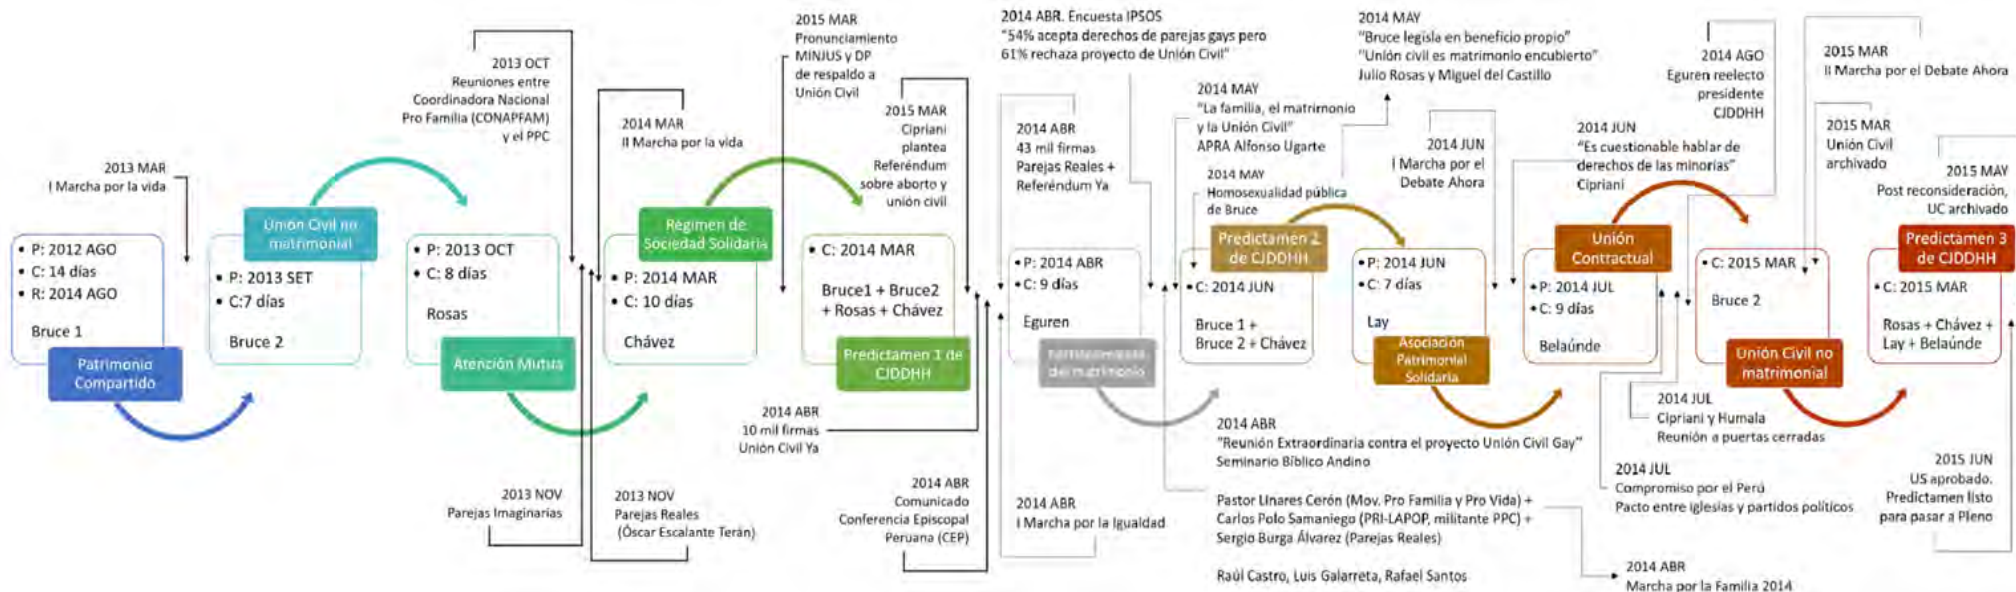 2013 MAR
I Marcha por la vida
• P: 2012 AGO
• C: 14 días
• R: 2014 AGO
Bruce 1
Patrimonio
Compartido
Unión Civil no
matrimonial
• P: 2013 SET
• C:7 días
Bruce 2
2013 OCT
Reuniones entre
Coordinadora Nacional
Pro Familia (CONAPFAM)
y el PPC
• P: 2013 OCT
• C: 8 días
Rosas
Atención Mutua
2013 NOV
Parejas Imaginarias
2013 NOV
Parejas Reales
(Óscar Escalante Terán)
2014 MAR
II Marcha por la vida
Régimen de
Sociedad Solidaria
• P: 2014 MAR
• C: 10 días
Chávez
2015 MAR
Pronunciamiento
MINJUS y DP
de respaldo a
Unión Civil
2015 MAR
Cipriani
plantea
Referéndum
sobre aborto y
unión civil
• C: 2014 MAR
Bruce1 + Bruce2
+ Rosas + Chávez
Predictamen 1 de
CJDDHH
2014 ABR
10 mil firmas
Unión Civil Ya
2014 ABR
Comunicado
Conferencia Episcopal
Peruana (CEP)
2014 ABR. Encuesta IPSOS
"54% acepta derechos de parejas gays pero
61% rechaza proyecto de Unión Civil"
2014 ABR
43 mil firmas
Parejas Reales +
Referéndum Ya
• P: 2014 ABR
• C: 9 días
Eguren
del matrimonio
2014 ABR
I Marcha por la Igualdad
2014 MAY
"La familia, el matrimonio
y la Unión Civil"
APRA Alfonso Ugarte
2014 MAY
Homosexualidad pública
de Bruce
Predictamen 2
de CJDDHH
• C: 2014 JUN
Bruce 1 +
Bruce 2 + Chávez
2014 ABR
"Reunión Extraordinaria contra el proyecto Unión Civil Gay"
Seminario Bíblico Andino
Pastor Linares Cerón (Mov. Pro Familia y Pro Vida) +
Carlos Polo Samaniego (PRI-LAPOP, militante PPC) +
Sergio Burga Álvarez (Parejas Reales)
Raúl Castro, Luis Galarreta, Rafael Santos
2014 ABR
Marcha por la Familia 2014
2014 MAY
"Bruce legisla en beneficio propio"
"Unión civil es matrimonio encubierto"
Julio Rosas y Miguel del Castillo
2014 JUN
I Marcha por el
Debate Ahora
• P: 2014 JUN
• C: 7 días
Lay
Asociación
Patrimonial
Solidaria
2014 JUN
"Es cuestionable hablar de
derechos de las minorías"
Cipriani
Unión
Contractual
• P: 2014 JUL
• C: 9 días
Belaúnde
2014 AGO
Eguren reelecto
presidente
CJDDHH
2014 JUL
Cipriani y Humala
Reunión a puertas cerradas
2014 JUL
Compromiso por el Perú
Pacto entre iglesias y partidos políticos
2015 MAR
II Marcha por el Debate Ahora
2015 MAR
Unión Civil
archivado
• C: 2015 MAR
Bruce 2
Unión Civil no
matrimonial
2015 MAY
Post reconsideración,
UC archivado
Predictamen 3
de CJDDHH
• C: 2015 MAR
Rosas + Chávez +
Lay + Belaúnde
2015 JUN
US aprobado.
Predictamen listo
para pasar a Pleno